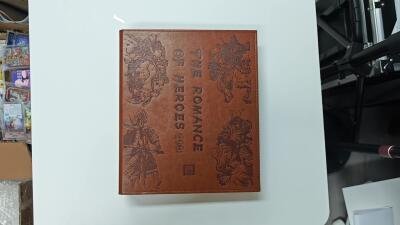 THE ROMANCE
OF HEROES